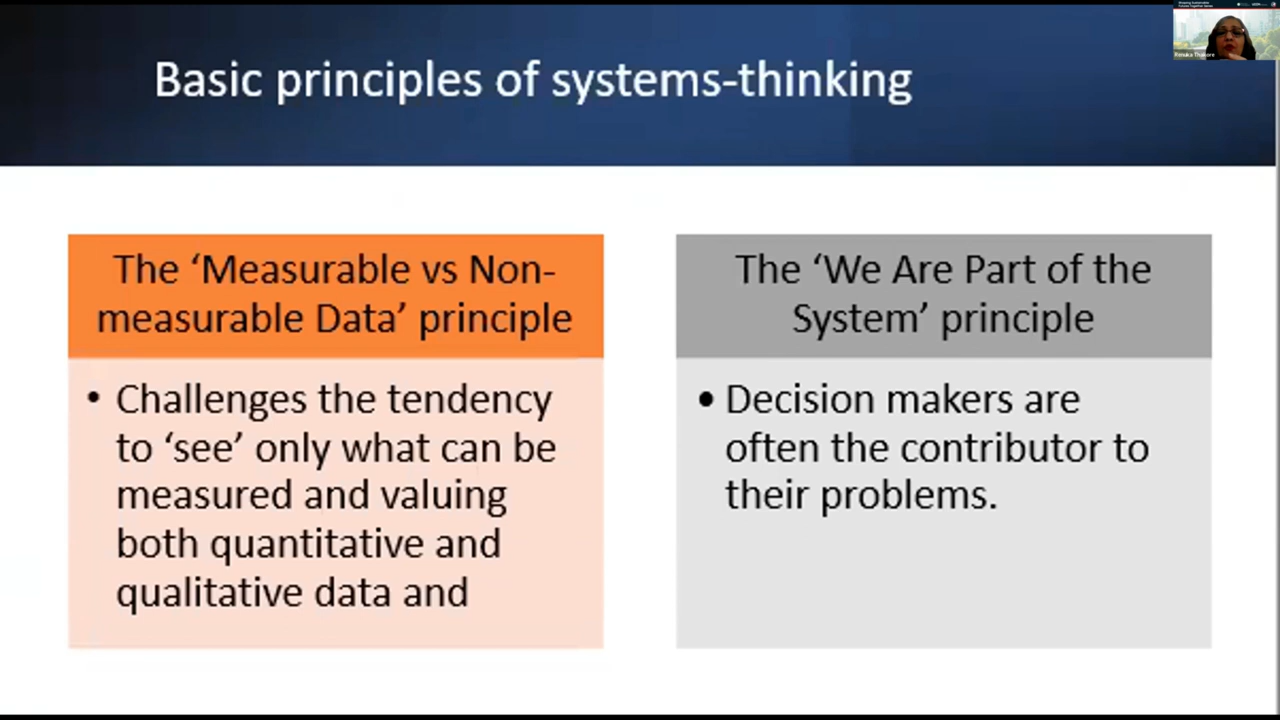 Basic principles of systems-thinking
The ‘Measurable vs Non-
measurable Data’ principle
• Challenges the tendency
to ‘see’ only what can be
measured and valuing
both quantitative and
qualitative data and
The ‘We Are Part of the
System’ principle
• Decision makers are
often the contributor to
their problems.